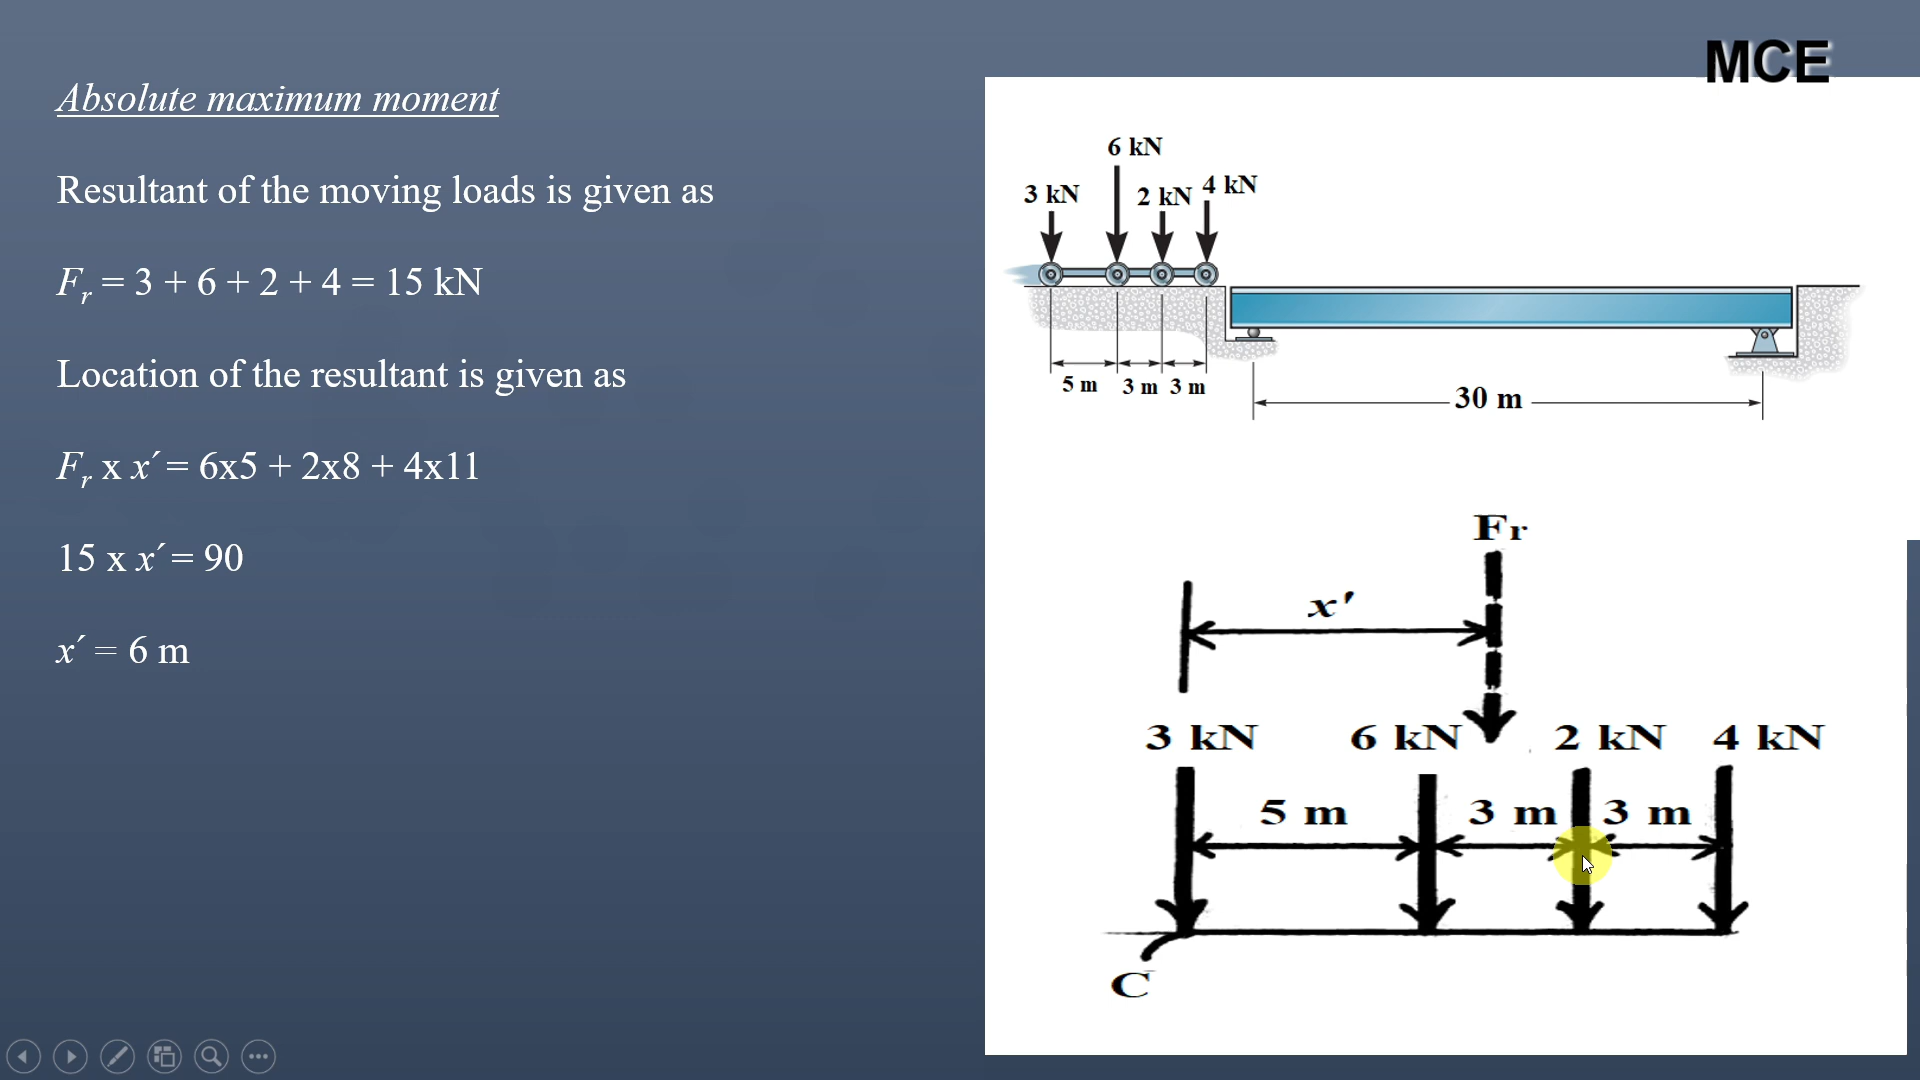 MCE
Absolute maximum moment
Resultant of the moving loads is given as
Fr = 3 + 6 + 2 + 4 = 15 kN
Location of the resultant is given as
Fr x x´ = 6x5 + 2x8 + 4x11
15 x x´ = 90
x´ = 6 m
6 kN
3 kN 2 kN 4 kN
5 m 3 m 3 m
30 m
Fr
x'
3 kN 6 kN 2 kN 4 kN
5 m 3 m 3 m
C